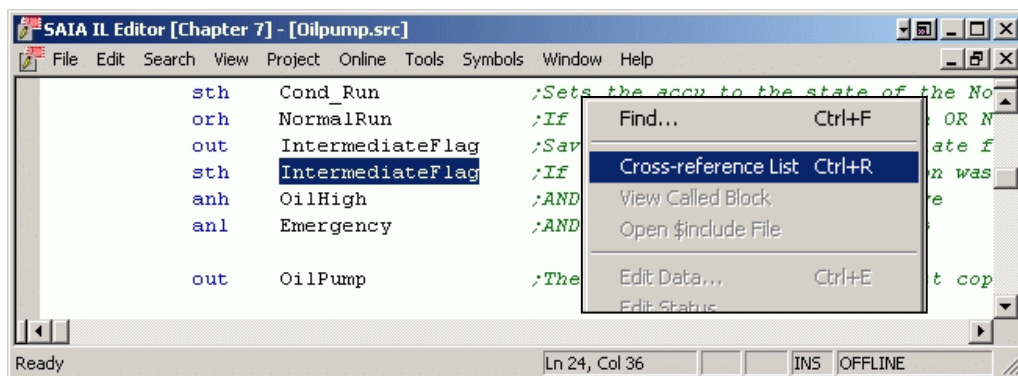 SAIA IL Editor [Chapter 7] - [Oilpump.src]
File Edit Search View Project Online Tools Symbols Window Help
sth Cond_Run ;Sets the accu to the state of the No
orh NormalRun ;If OR N
out IntermediateFlag ;Sav ate f
sth IntermediateFlag ;If n was
anh OilHigh ;AND e
anl Emergency ;AND
out OilPump ;The t cop
Find... Ctrl+F
Cross-reference List Ctrl+R
View Called Block
Open $include File
Edit Data... Ctrl+E
Edit Status
Ready Ln 24, Col 36 INS OFFLINE